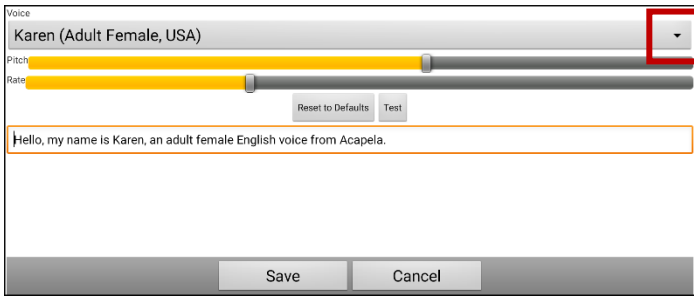 Voice
Karen (Adult Female, USA)
Pitch
Rate
Reset to Defaults Test
Hello, my name is Karen, an adult female English voice from Acapela.
Save Cancel